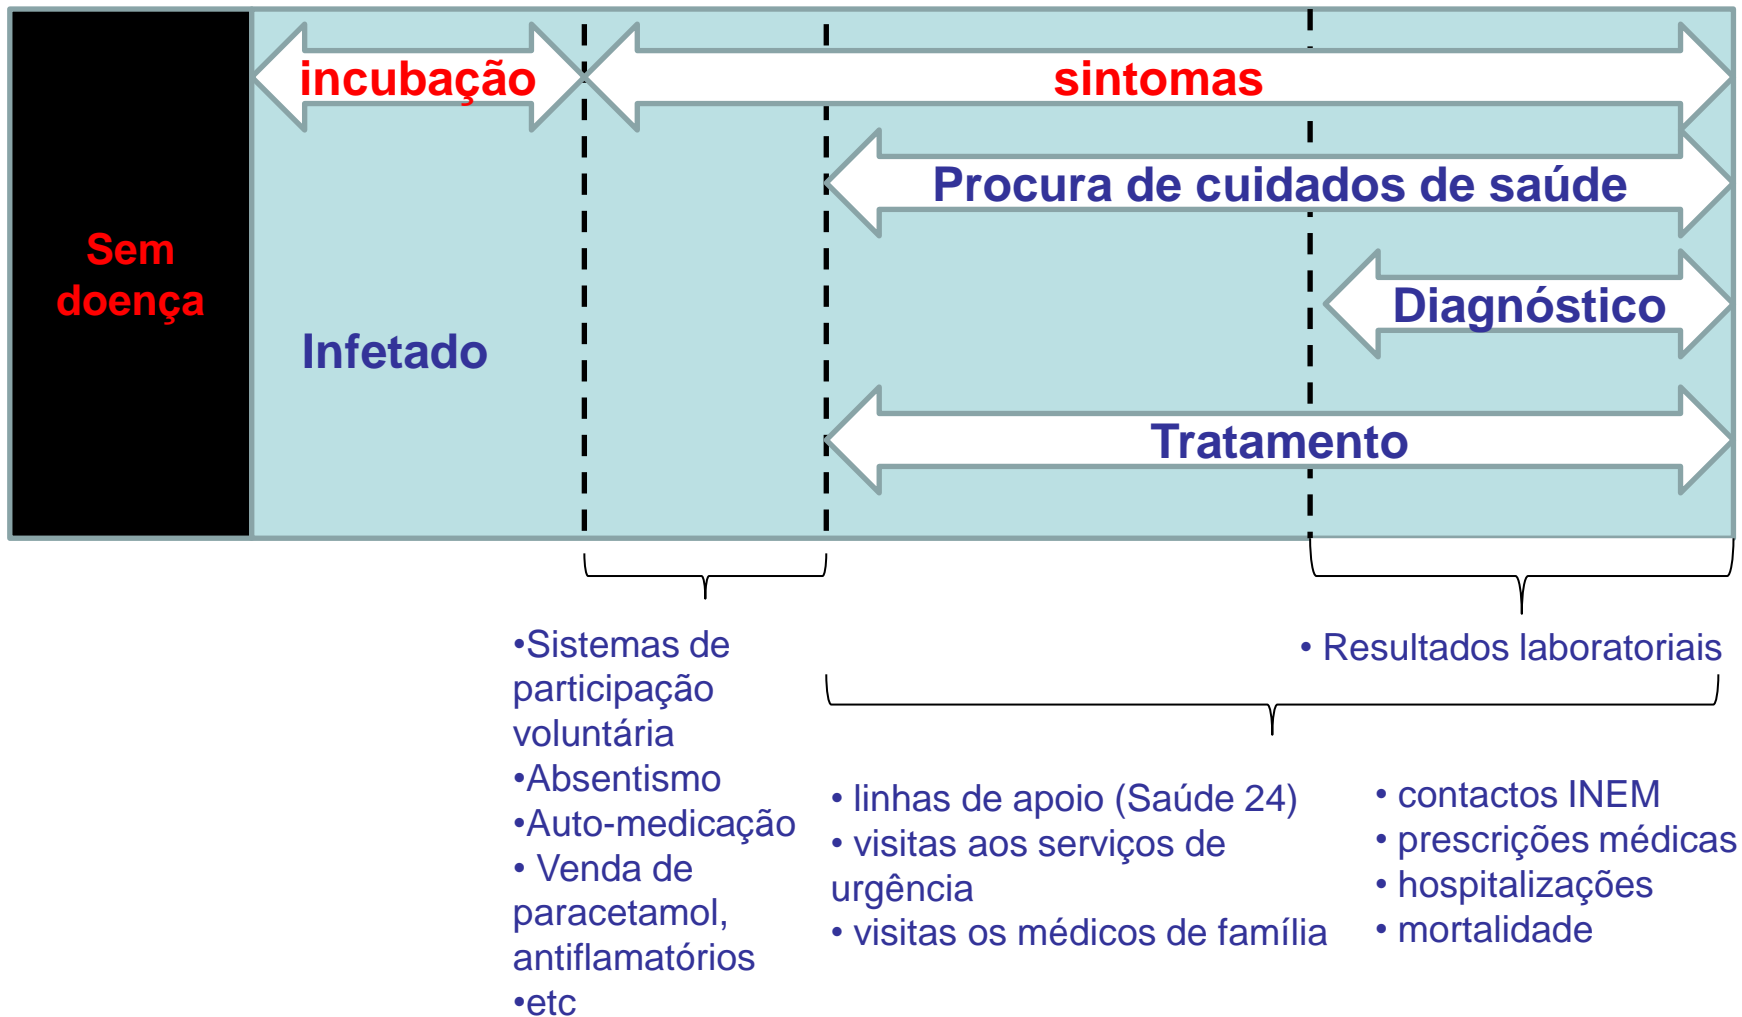 incubação
sintomas
Procura de cuidados de saúde
Sem
doença
Diagnóstico
Infetado
Tratamento
•Sistemas de
participação
voluntária
•Absentismo
•Auto-medicação
• Venda de
paracetamol,
antiflamatórios
•etc
• Resultados laboratoriais
• linhas de apoio (Saúde 24)
• visitas aos serviços de
urgência
• visitas os médicos de família
• contactos INEM
• prescrições médicas
• hospitalizações
• mortalidade